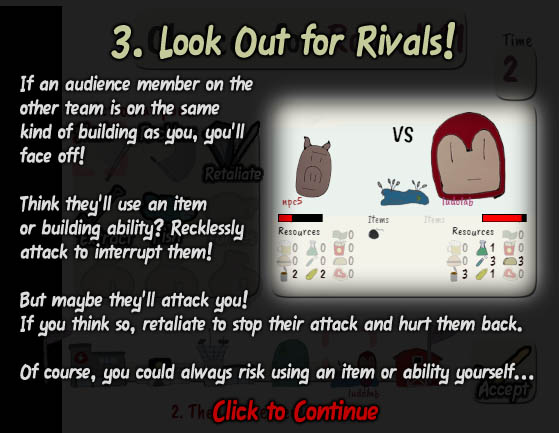 3. Look Out for Rivals!
Time
2
If an audience member on the
other team is on the same
kind of building as you, you'll
face off!
Retaliate
Think they'll use an item
or building ability? Recklessly
attack to interrupt them!
But maybe they'll attack you!
If you think so, retaliate to stop their attack and hurt them back.
Of course, you could always risk using an item or ability yourself...
VS
npc5
ludclab
Items
Items
Resources
Resources
0 0 0
0 1 0
0 0 0
0 3 3
2 2 0
3 1 0
ludclab
Accept
2. The
Click to Continue